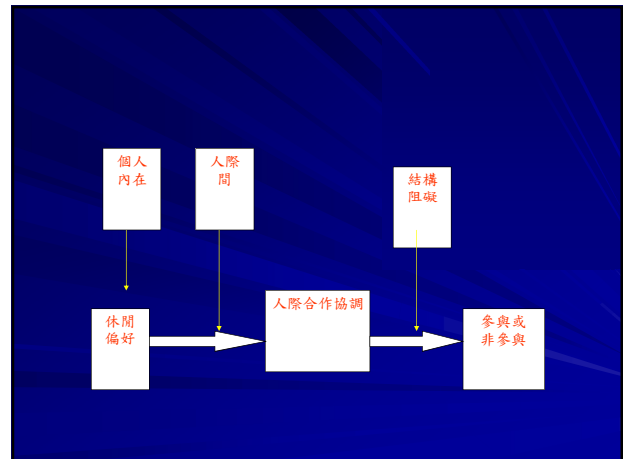 個人
內在
人際
間
結構
阻礙
休閒
偏好
人際合作協調
參與或
非參與